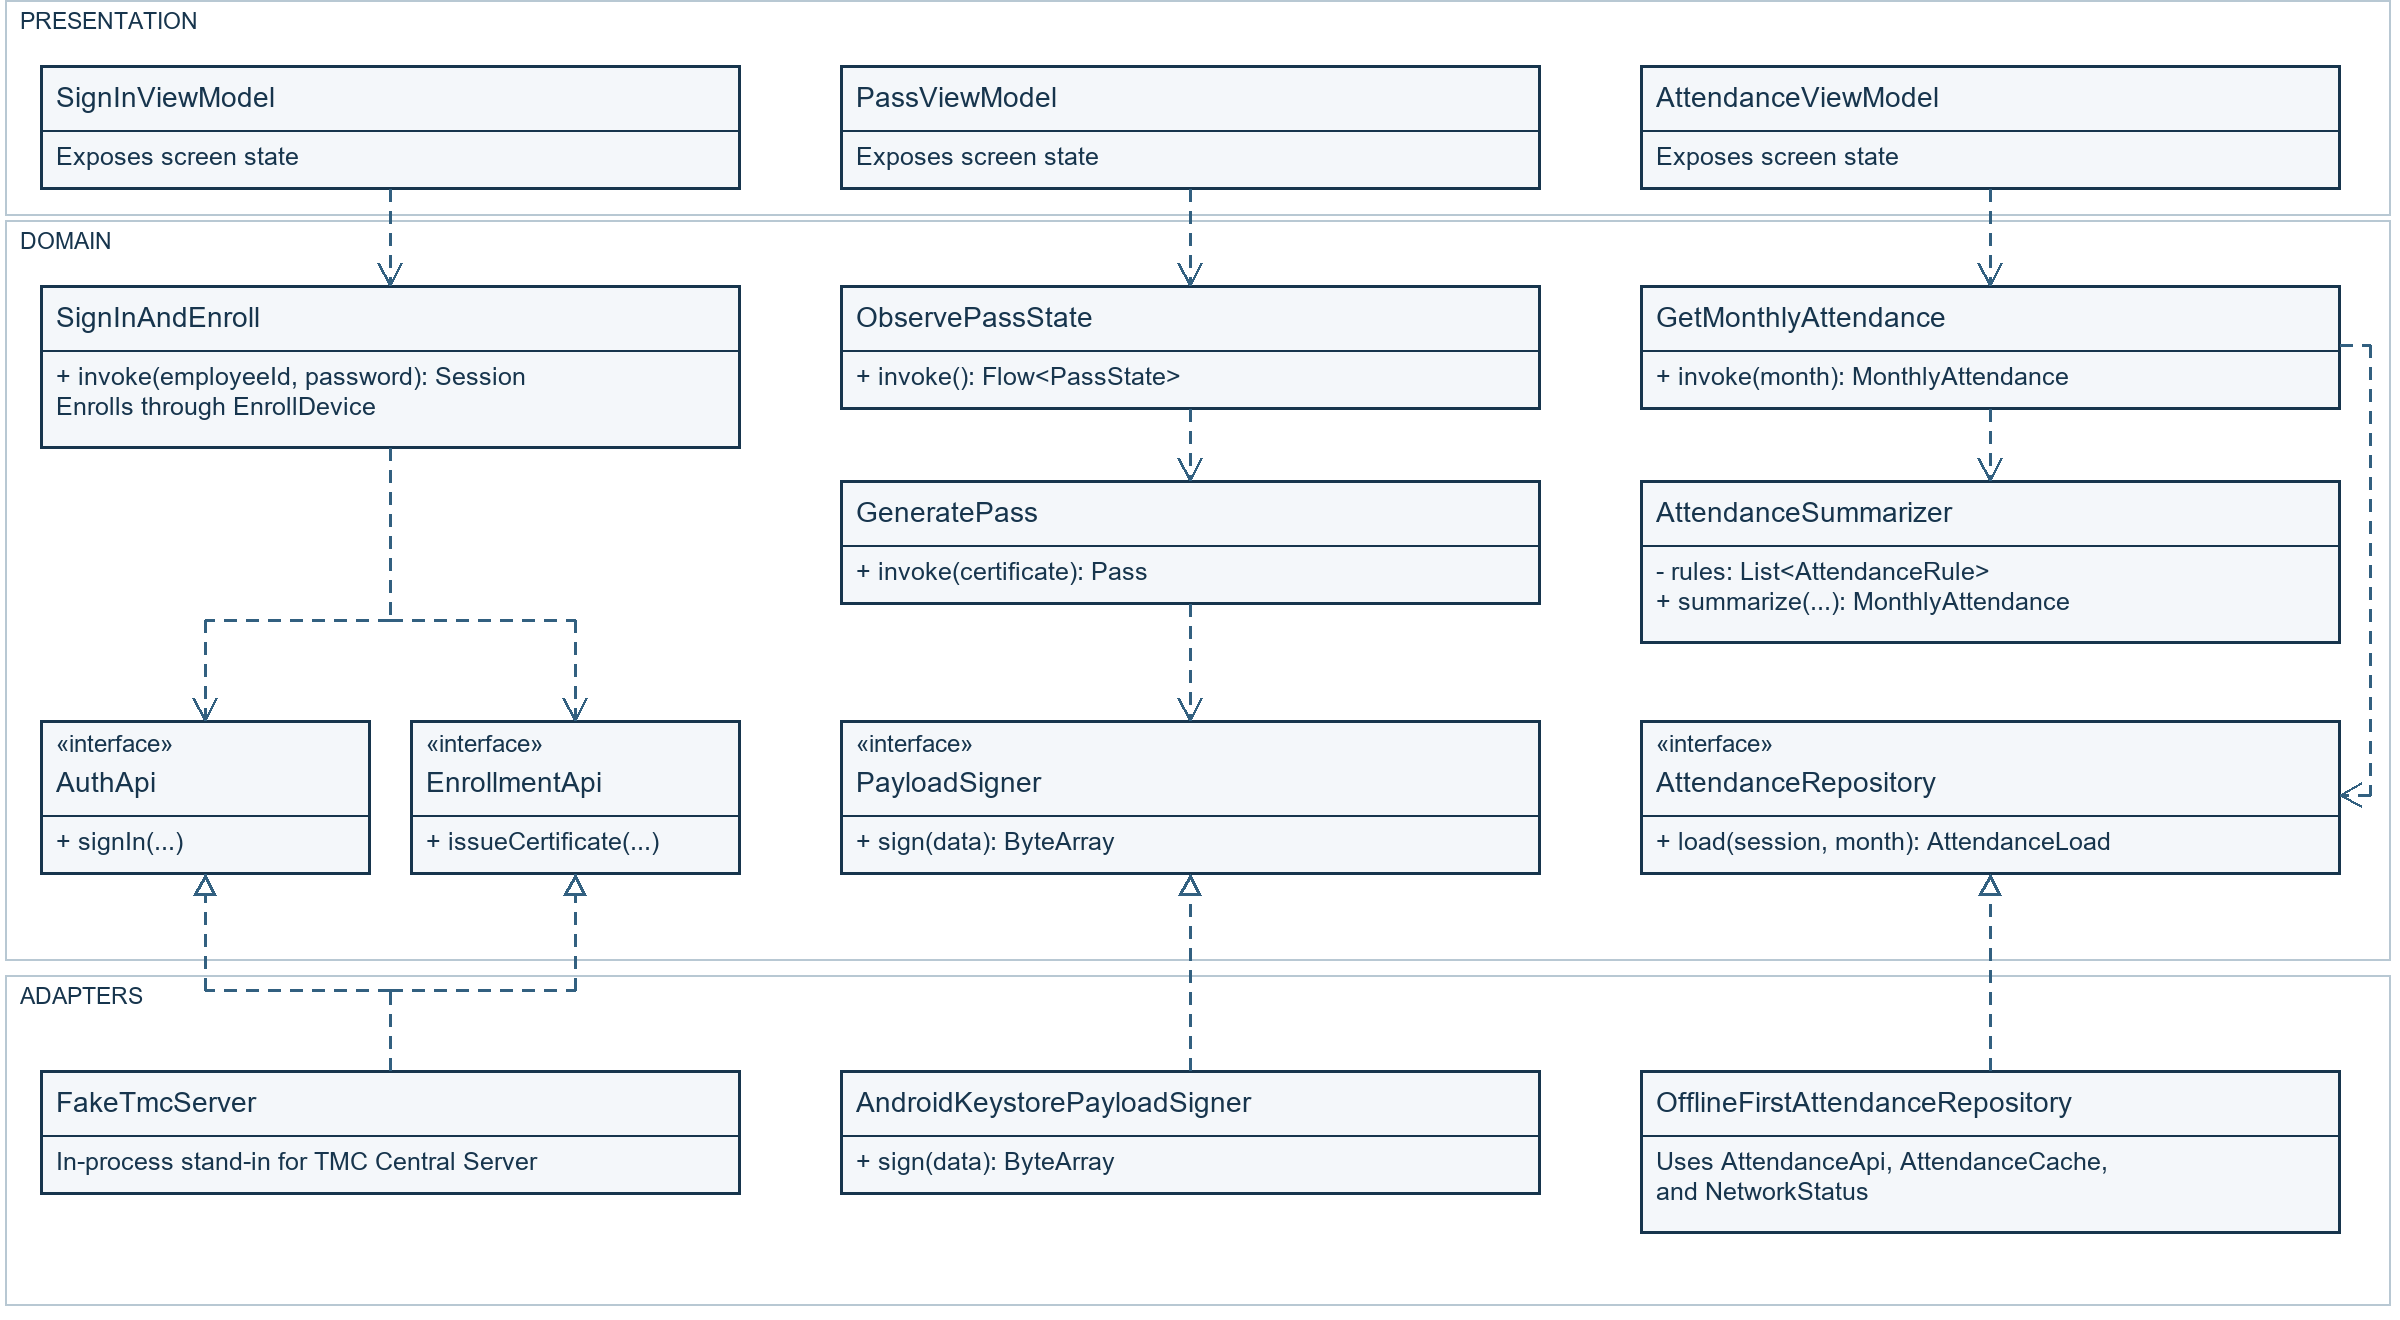 PRESENTATION
SignInViewModel
Exposes screen state
PassViewModel
Exposes screen state
AttendanceViewModel
Exposes screen state
DOMAIN
SignInAndEnroll
+ invoke(employeeId, password): Session
Enrolls through EnrollDevice
ObservePassState
+ invoke(): Flow<PassState>
GetMonthlyAttendance
+ invoke(month): MonthlyAttendance
GeneratePass
+ invoke(certificate): Pass
AttendanceSummarizer
- rules: List<AttendanceRule>
+ summarize(...): MonthlyAttendance
«interface»
AuthApi
+ signIn(...)
«interface»
EnrollmentApi
+ issueCertificate(...)
«interface»
PayloadSigner
+ sign(data): ByteArray
«interface»
AttendanceRepository
+ load(session, month): AttendanceLoad
ADAPTERS
FakeTmcServer
In-process stand-in for TMC Central Server
AndroidKeystorePayloadSigner
+ sign(data): ByteArray
OfflineFirstAttendanceRepository
Uses AttendanceApi, AttendanceCache,
and NetworkStatus